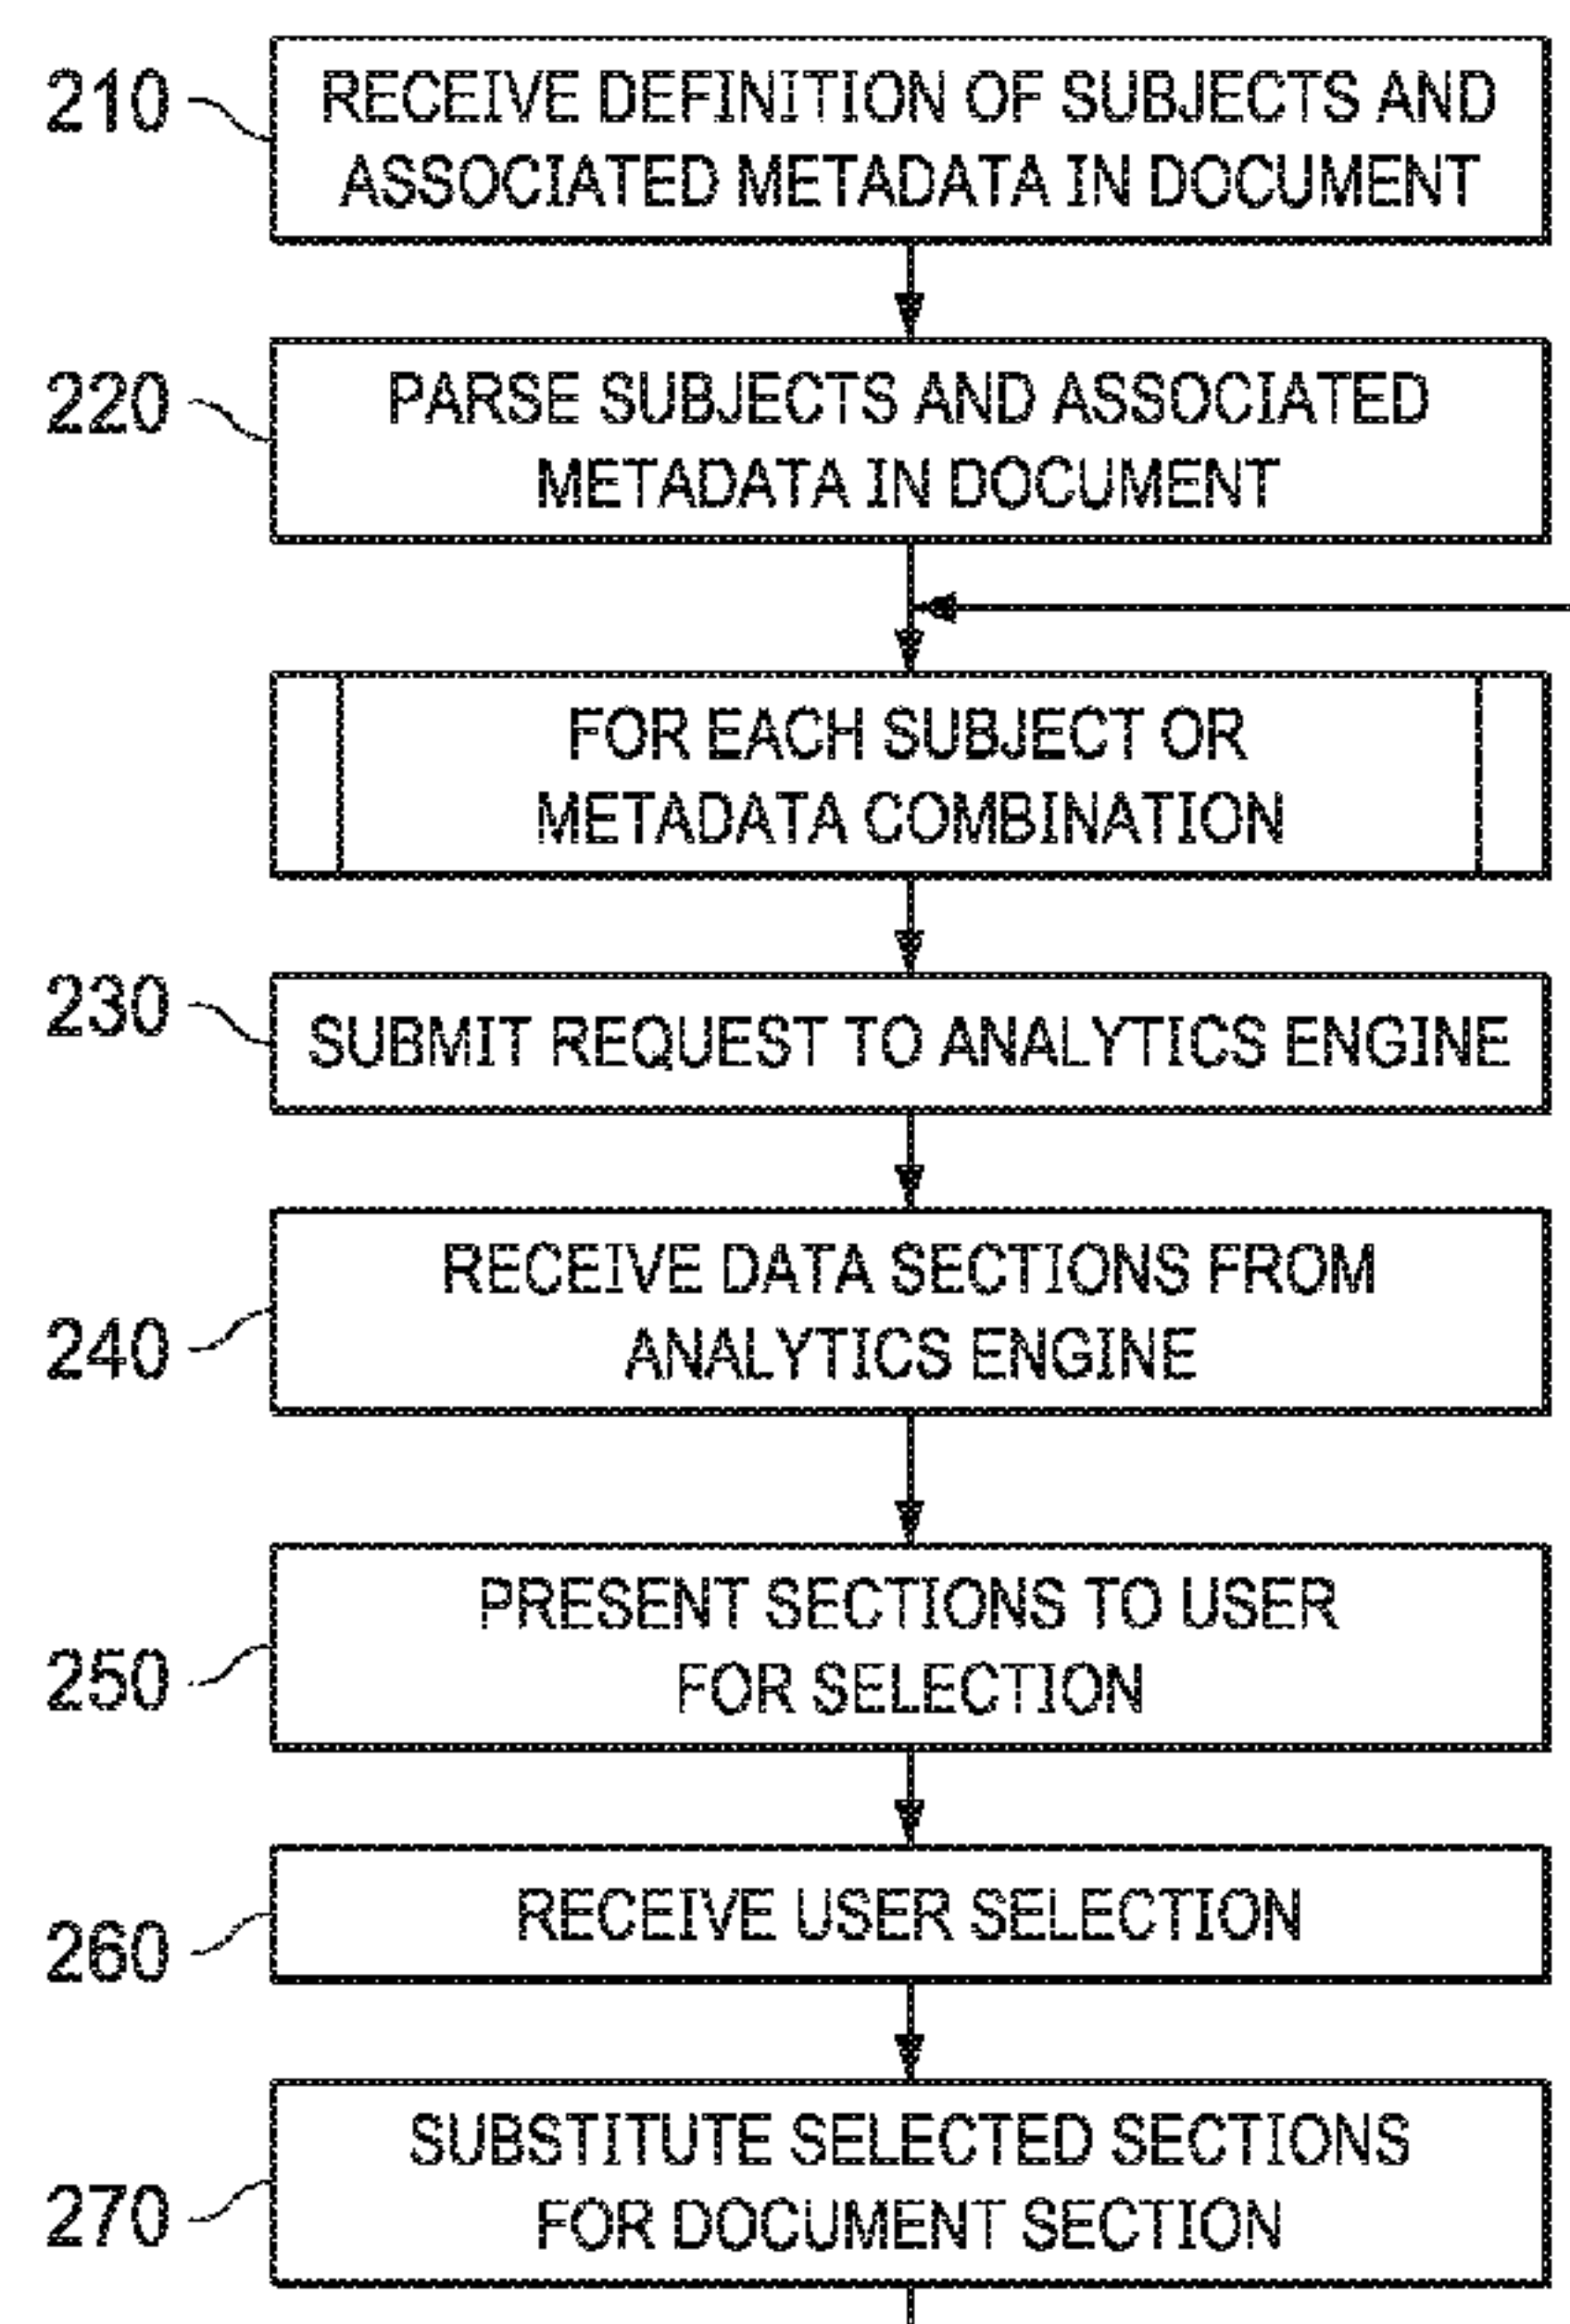 210
RECEIVE DEFINITION OF SUBJECTS AND
ASSOCIATED METADATA IN DOCUMENT
220
PARSE SUBJECTS AND ASSOCIATED
METADATA IN DOCUMENT
FOR EACH SUBJECT OR
METADATA COMBINATION
230
SUBMIT REQUEST TO ANALYTICS ENGINE
240
RECEIVE DATA SECTIONS FROM
ANALYTICS ENGINE
250
PRESENT SECTIONS TO USER
FOR SELECTION
260
RECEIVE USER SELECTION
270
SUBSTITUTE SELECTED SECTIONS
FOR DOCUMENT SECTION